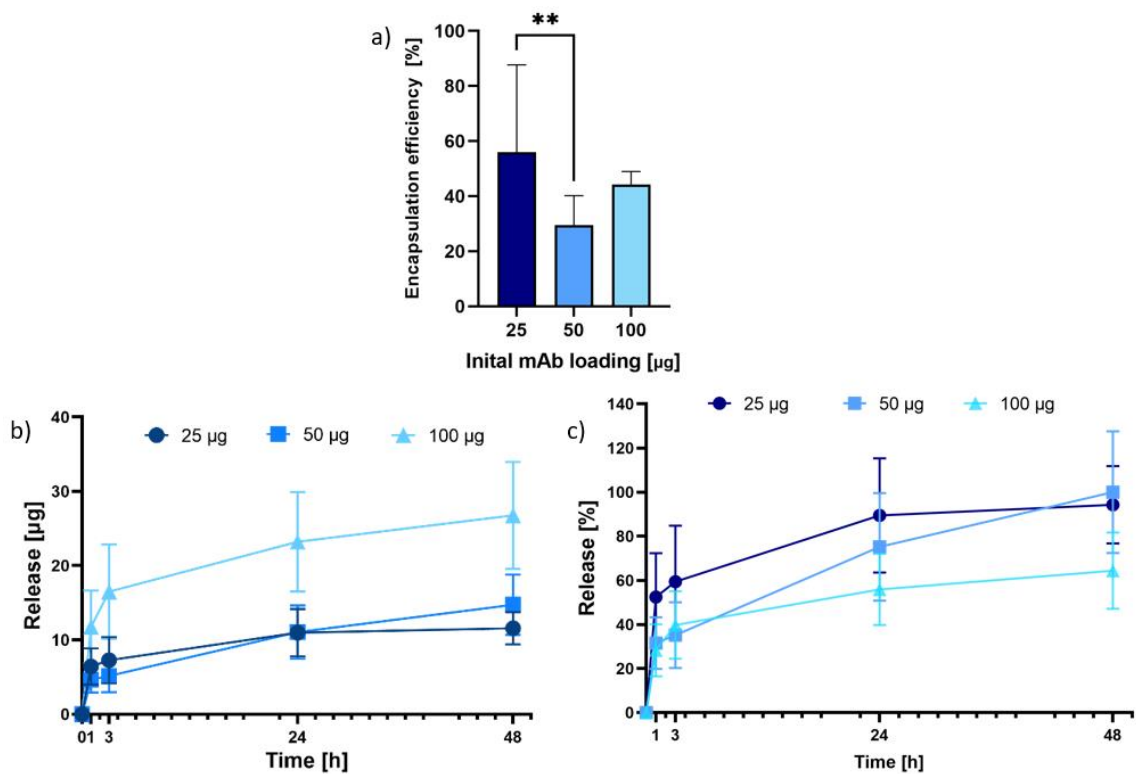 a)
**
Encapsulation efficiency [%]
100
80
60
40
20
0
25 50 100
Inital mAb loading [µg]
b)
25 µg 50 µg 100 µg
Release [µg]
40
30
20
10
0
0 1 3 24 48
Time [h]
c)
25 µg 50 µg 100 µg
Release [%]
140
120
100
80
60
40
20
0
1 3 24 48
Time [h]